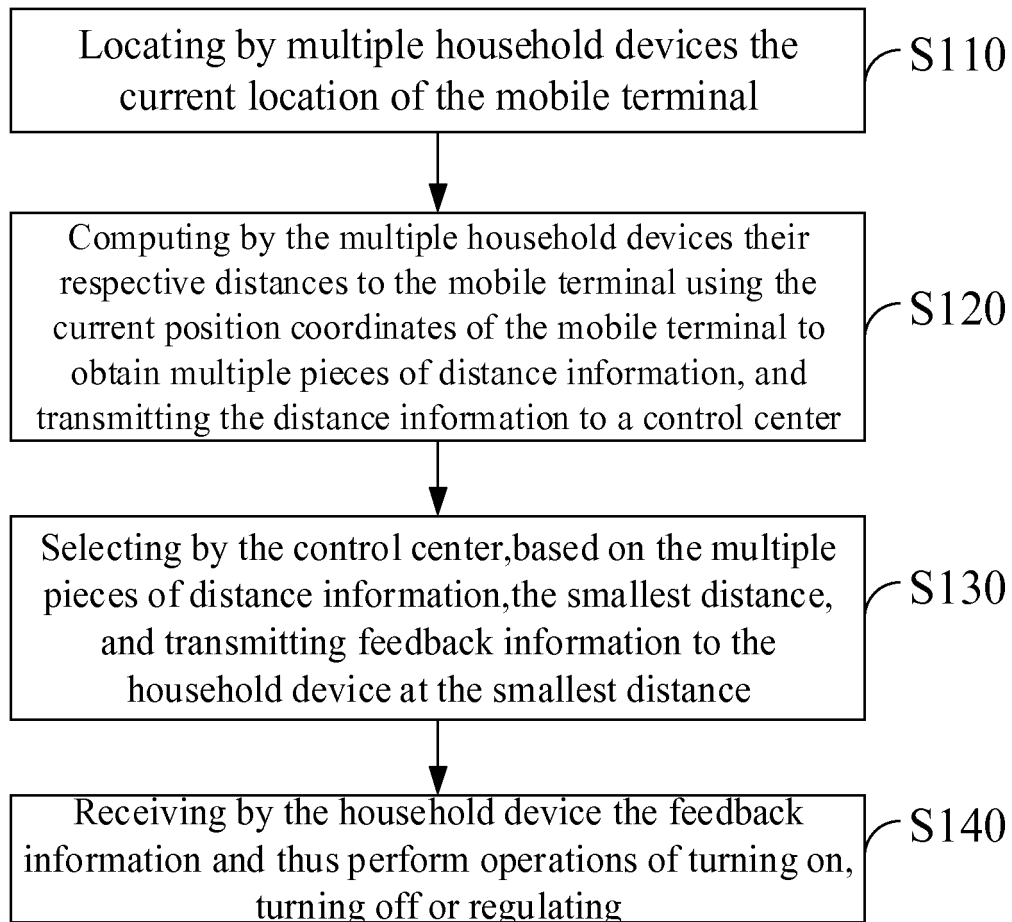 Locating by multiple household devices the
current location of the mobile terminal
S110
Computing by the multiple household devices their
respective distances to the mobile terminal using the
current position coordinates of the mobile terminal to
obtain multiple pieces of distance information, and
transmitting the distance information to a control center
S120
Selecting by the control center,based on the multiple
pieces of distance information,the smallest distance,
and transmitting feedback information to the
household device at the smallest distance
S130
Receiving by the household device the feedback
information and thus perform operations of turning on,
turning off or regulating
S140